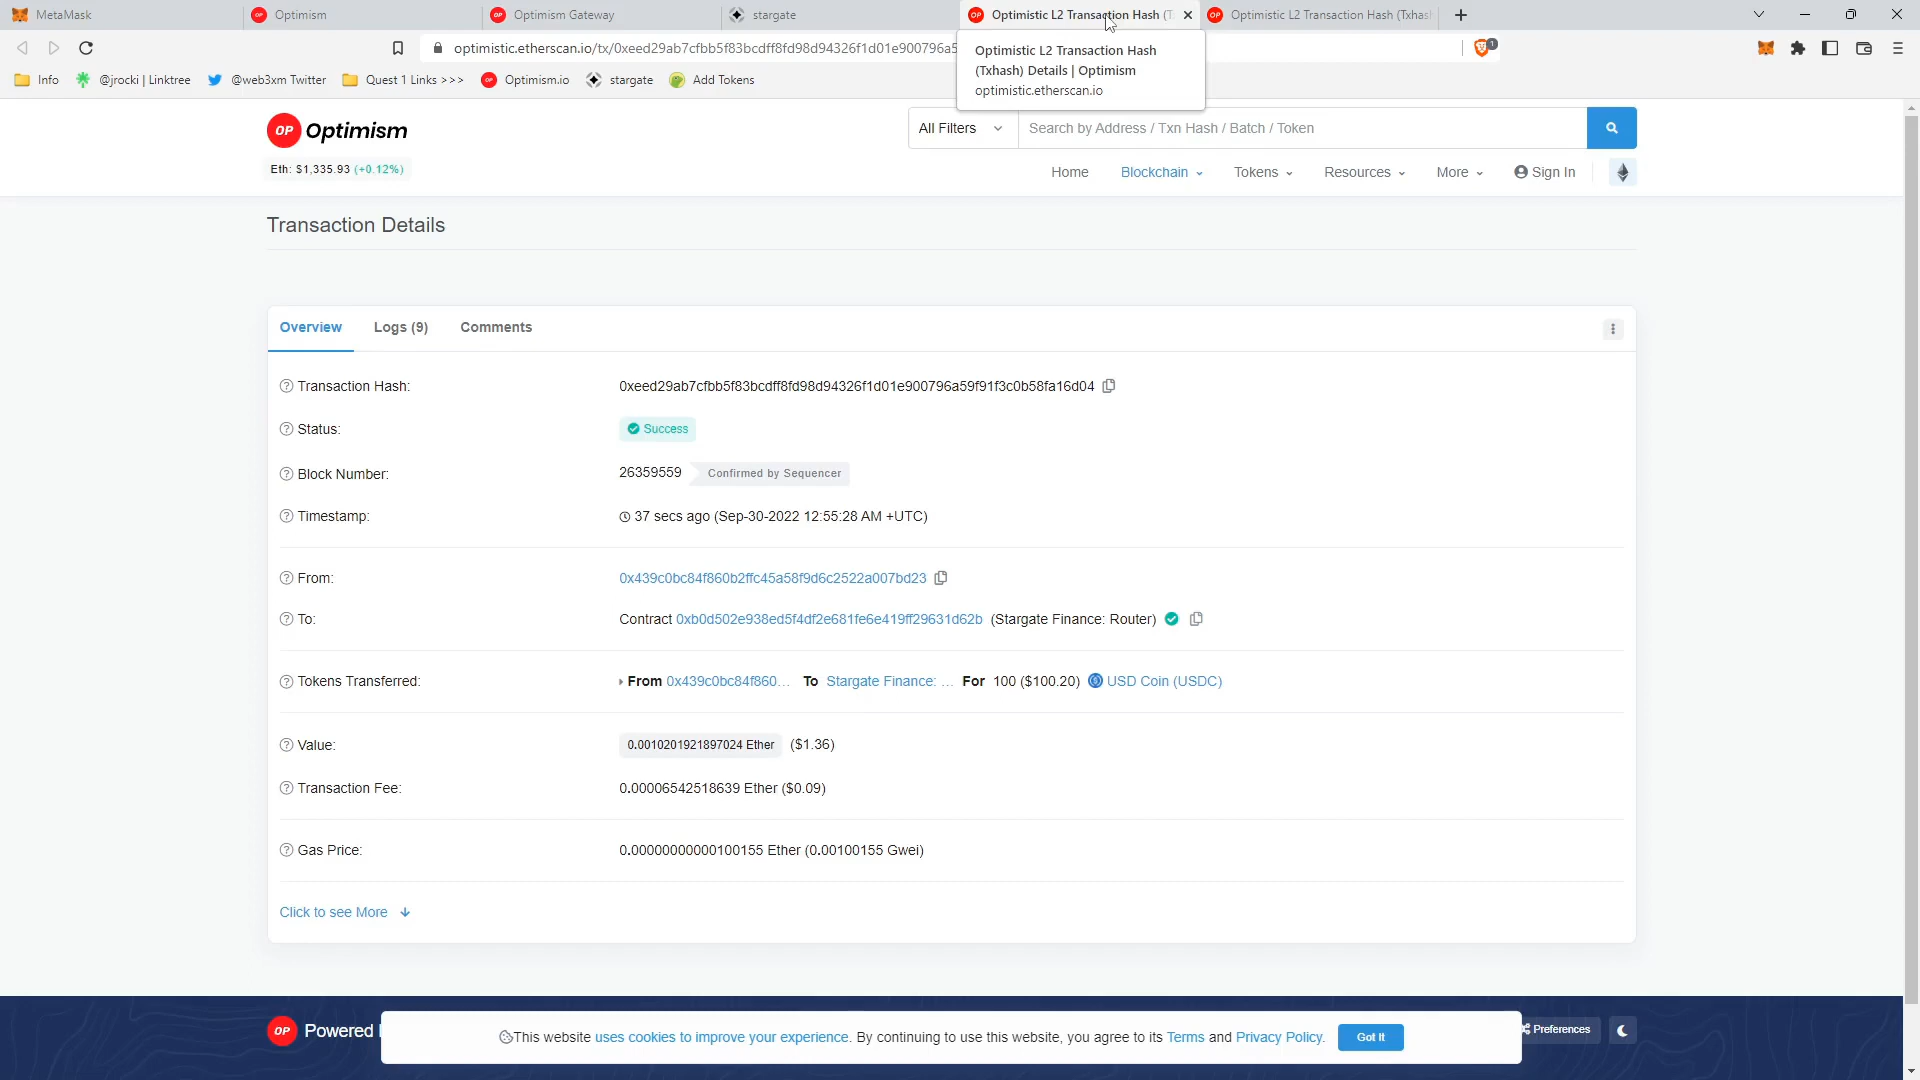 MetaMask
Optimism
Optimism Gateway
stargate
Optimistic L2 Transaction Hash (T
Optimistic L2 Transaction Hash (Txhas
optimistic.etherscan.io/tx/0xeed29ab7cfbb5f83bcdff8fd98d94326f1d01e900796a5
1
Optimistic L2 Transaction Hash
(Txhash) Details | Optimism
optimistic.etherscan.io
Info
@jrocki | Linktree
@web3xm Twitter
Quest 1 Links >>>
Optimism.io
stargate
Add Tokens
OP Optimism
All Filters
Search by Address / Txn Hash / Batch / Token
Eth: $1,335.93 (+0.12%)
Home
Blockchain
Tokens
Resources
More
Sign In
Transaction Details
Overview
Logs (9)
Comments
Transaction Hash:
0xeed29ab7cfbb5f83bcdff8fd98d94326f1d01e900796a59f91f3c0b58fa16d04
Status:
Success
Block Number:
26359559
Confirmed by Sequencer
Timestamp:
37 secs ago (Sep-30-2022 12:55:28 AM +UTC)
From:
0x439c0bc84f860b2ffc45a58f9d6c2522a007bd23
To:
Contract 0xb0d502e938ed5f4df2e681fe6e419ff29631d62b (Stargate Finance: Router)
Tokens Transferred:
From 0x439c0bc84f860... To Stargate Finance: ... For 100 ($100.20) USD Coin (USDC)
Value:
0.0010201921897024 Ether ($1.36)
Transaction Fee:
0.00006542518639 Ether ($0.09)
Gas Price:
0.00000000000100155 Ether (0.00100155 Gwei)
Click to see More
OP Powered
This website uses cookies to improve your experience. By continuing to use this website, you agree to its Terms and Privacy Policy.
Got It
Preferences